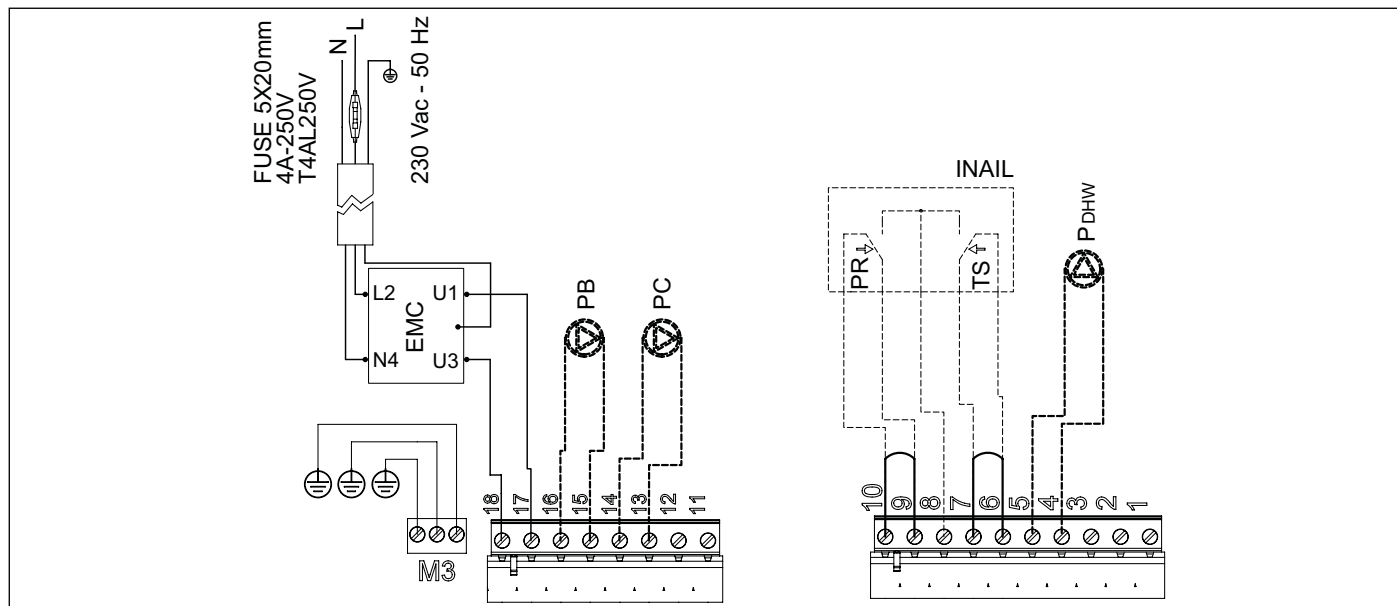 FUSE 5X20mm
4A-250V
T4AL250V
N
L
230 Vac - 50 Hz
L2
U1
EMC
N4
U3
PB
PC
INAIL
PR
TS
PDHW
18 17 16 15 14 13 12 11
10 9 8 7 6 5 4 3 2 1
M3